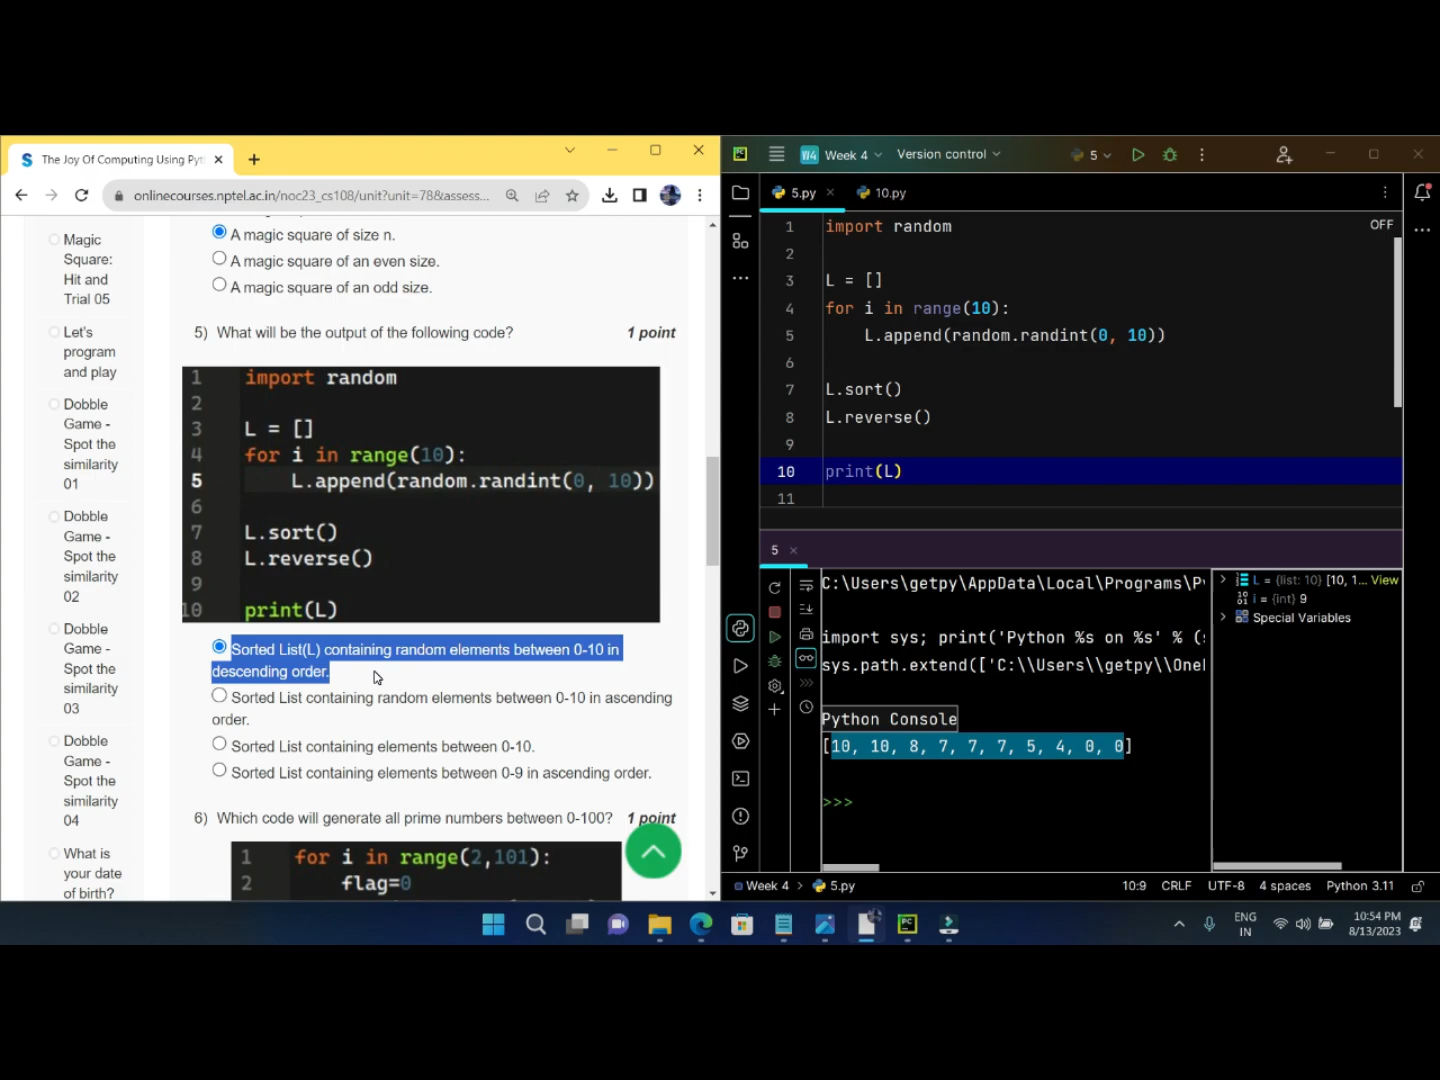 The Joy Of Computing Using Pyt
onlinecourses.nptel.ac.in/noc23_cs108/unit?unit=78&assess...
Magic
Square:
Hit and
Trial 05
Let's
program
and play
Dobble
Game -
Spot the
similarity
01
Dobble
Game -
Spot the
similarity
02
Dobble
Game -
Spot the
similarity
03
Dobble
Game -
Spot the
similarity
04
What is
your date
of birth?
A magic square of size n.
A magic square of an even size.
A magic square of an odd size.
5) What will be the output of the following code? 1 point
1 import random
2
3 L = []
4 for i in range(10):
5 L.append(random.randint(0, 10))
6
7 L.sort()
8 L.reverse()
9
10 print(L)
Sorted List(L) containing random elements between 0-10 in
descending order.
Sorted List containing random elements between 0-10 in ascending
order.
Sorted List containing elements between 0-10.
Sorted List containing elements between 0-9 in ascending order.
6) Which code will generate all prime numbers between 0-100? 1 point
1 for i in range(2,101):
2 flag=0
PC W4 Week 4 Version control 5
5.py 10.py
OFF
1 import random
2
3 L = []
4 for i in range(10):
5 L.append(random.randint(0, 10))
6
7 L.sort()
8 L.reverse()
9
10 print(L)
11
5
C:\Users\getpy\AppData\Local\Programs\Py
import sys; print('Python %s on %s' % (s
sys.path.extend(['C:\\Users\\getpy\\OneD
Python Console
[10, 10, 8, 7, 7, 7, 5, 4, 0, 0]
>>>
L = {list: 10} [10, 1... View
i = {int} 9
Special Variables
Week 4 > 5.py 10:9 CRLF UTF-8 4 spaces Python 3.11
ENG
IN
10:54 PM
8/13/2023